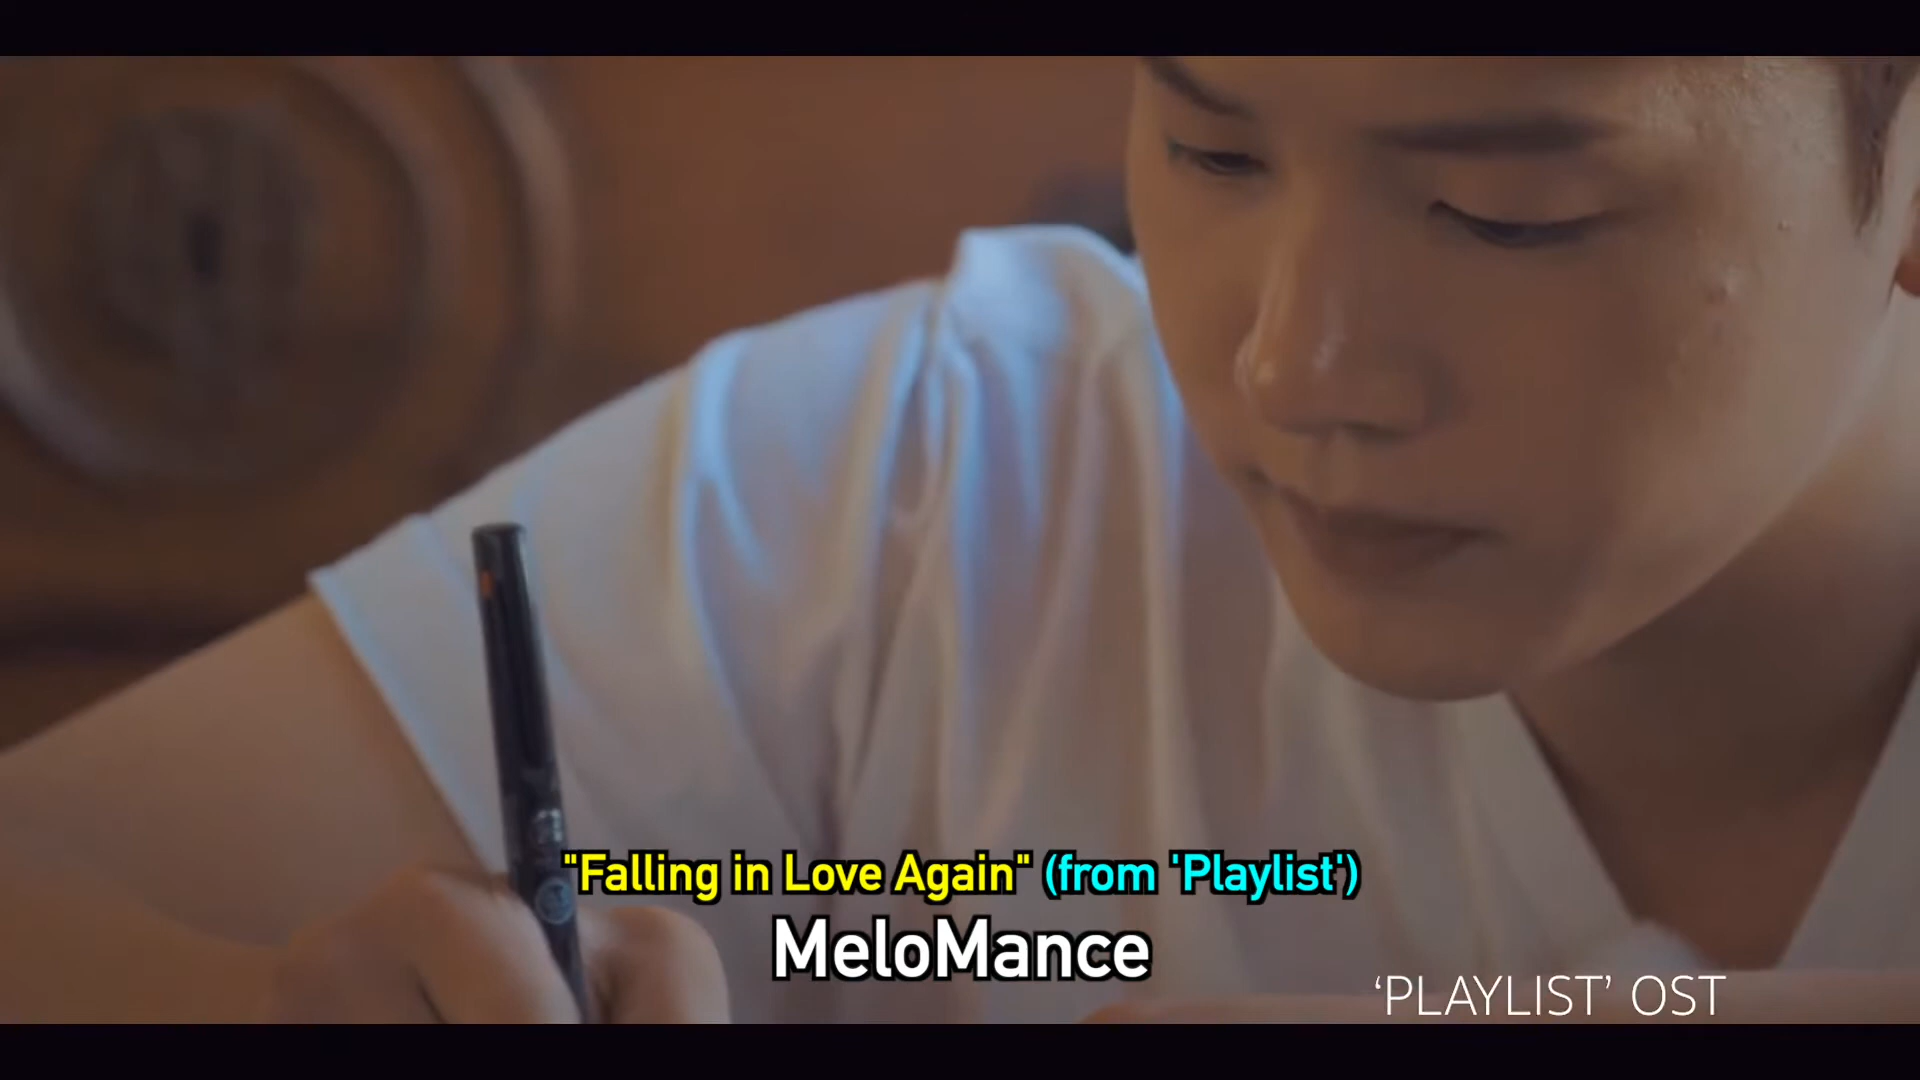 "Falling in Love Again" (from 'Playlist')
MeloMance
‘PLAYLIST’ OST